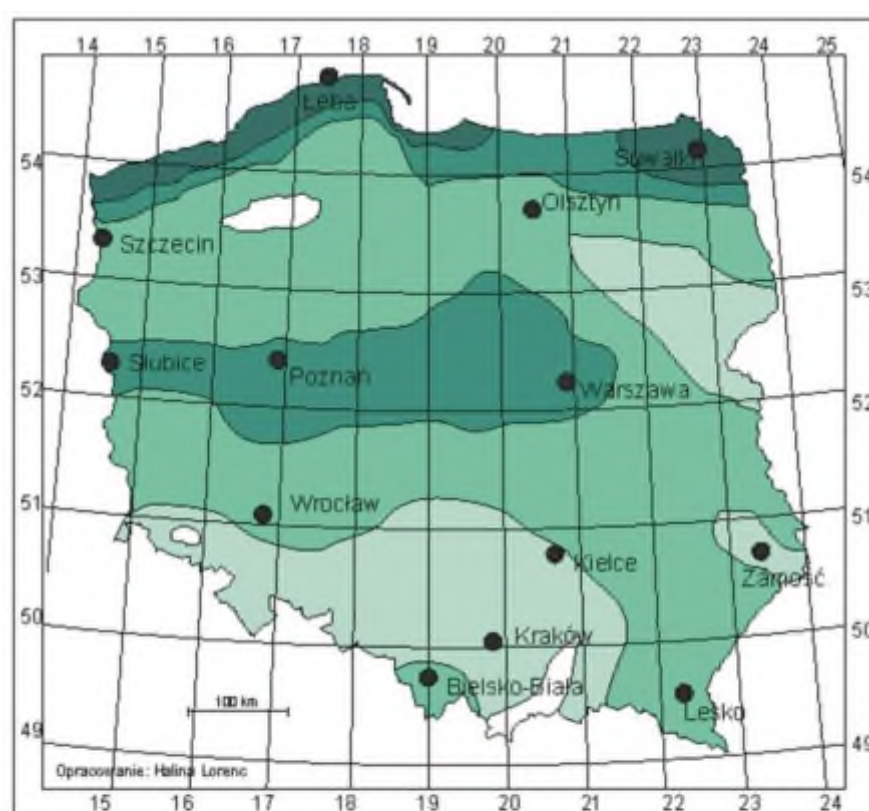 14 15 16 17 18 19 20 21 22 23 24 25
Łeba
54 Suwałki 54
Olsztyn
Szczecin
53 53
Słubice Poznań Warszawa
52 52
51 Wrocław 51
Kielce Zamość
50 Kraków 50
Bielsko-Biała
100 km Lesko
49 49
Opracowanie: Halina Lorenc
15 16 17 18 19 20 21 22 23 24